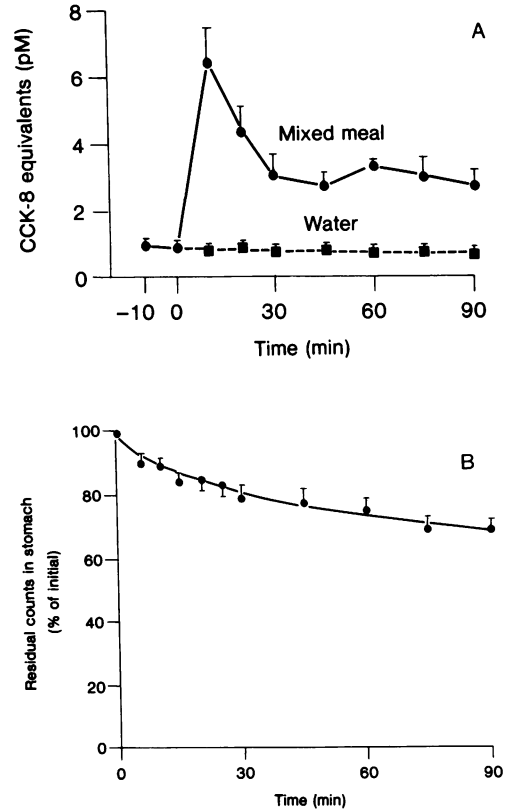 A
8
6
4
2
0
CCK-8 equivalents (pM)
Mixed meal
Water
−10 0 30 60 90
Time (min)
B
100
80
60
40
20
0
Residual counts in stomach
(% of initial)
0 30 60 90
Time (min)